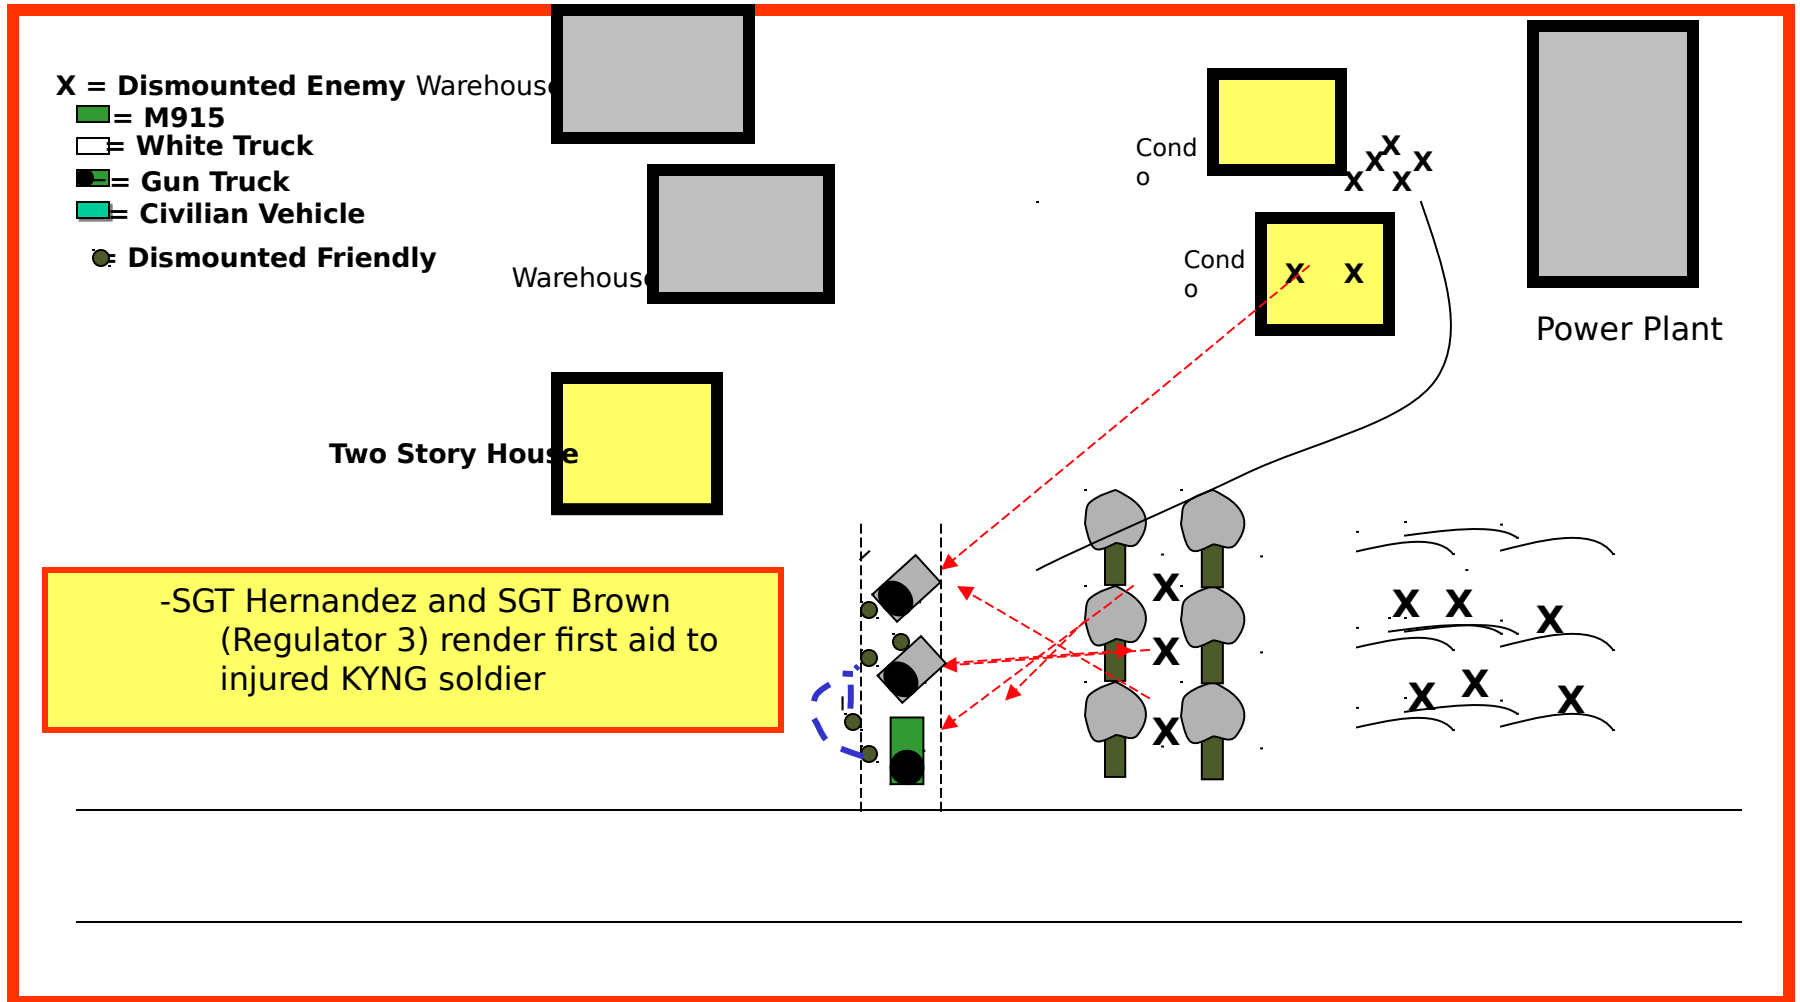 X = Dismounted Enemy Warehouse
= M915
= White Truck
= Gun Truck
= Civilian Vehicle
= Dismounted Friendly
Warehouse
Cond
o
X
X X
X X
Cond
o
X X
Power Plant
Two Story House
-SGT Hernandez and SGT Brown
(Regulator 3) render first aid to
injured KYNG soldier
X
X
X
X X
X
X X X